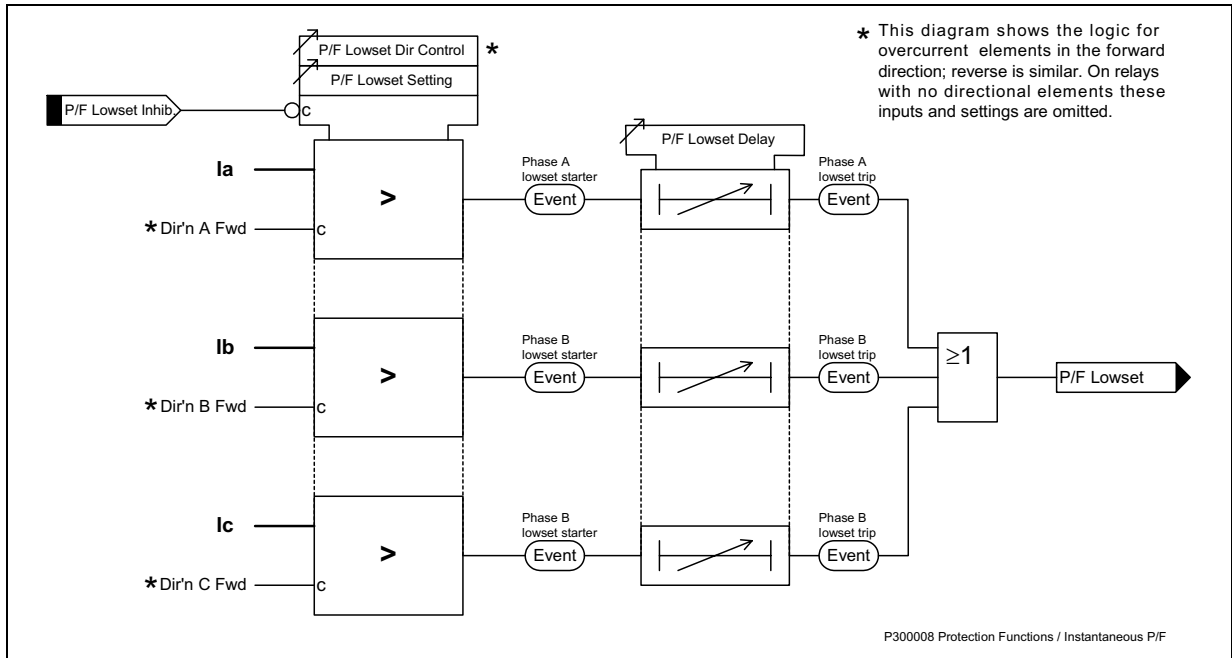 P/F Lowset Dir Control *
P/F Lowset Setting
P/F Lowset Inhib.
c
* This diagram shows the logic for
overcurrent elements in the forward
direction; reverse is similar. On relays
with no directional elements these
inputs and settings are omitted.
P/F Lowset Delay
Ia
>
Phase A
lowset starter
Event
Phase A
lowset trip
Event
* Dir'n A Fwd
c
Ib
>
Phase B
lowset starter
Event
Phase B
lowset trip
Event
* Dir'n B Fwd
c
≥1
P/F Lowset
Ic
>
Phase B
lowset starter
Event
Phase B
lowset trip
Event
* Dir'n C Fwd
c
P300008 Protection Functions / Instantaneous P/F